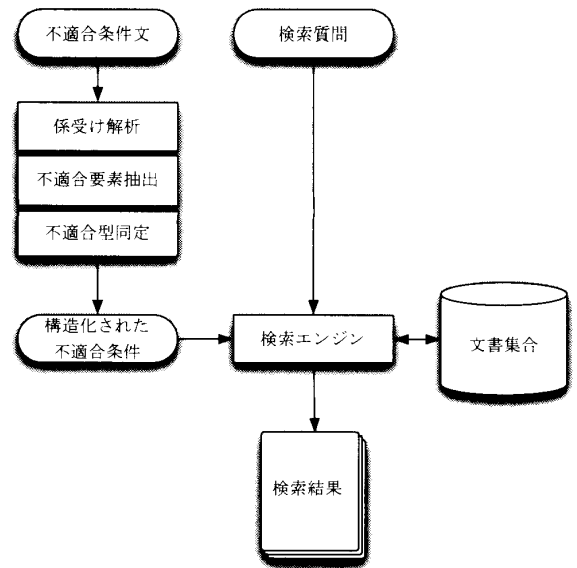 不適合条件文
検索質問
係受け解析
不適合要素抽出
不適合型同定
構造化された
不適合条件
検索エンジン
文書集合
検索結果